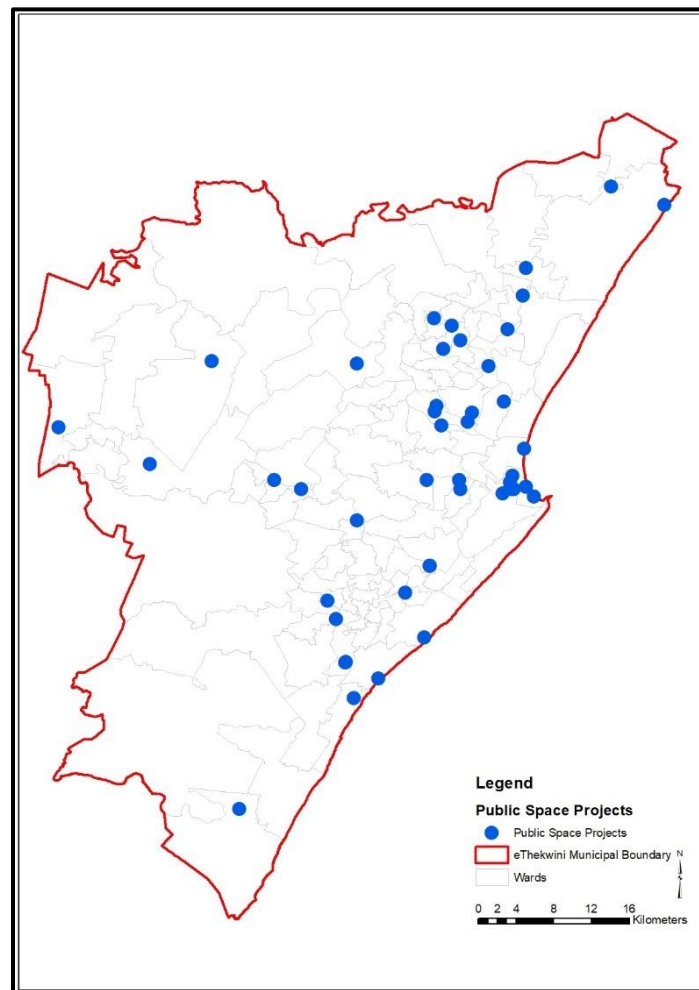 Legend
Public Space Projects
Public Space Projects
eThekwini Municipal Boundary
Wards
N
0 2 4 8 12 16
Kilometers